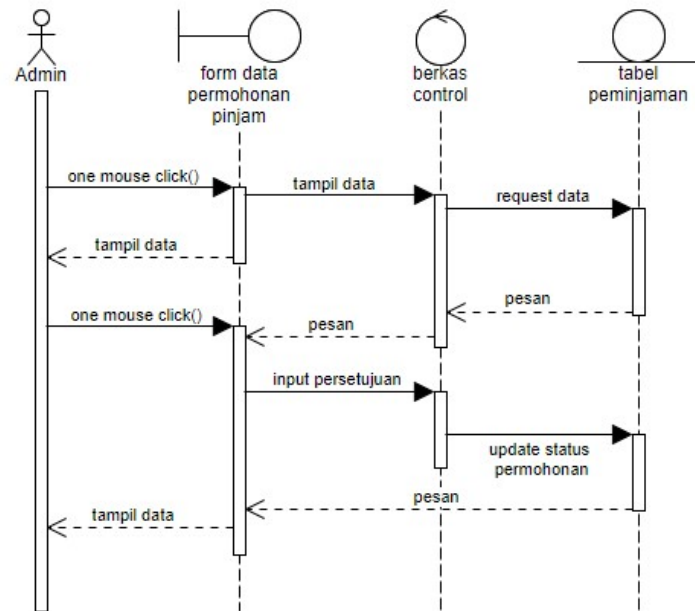 Admin
form data
permohonan
pinjam
berkas
control
tabel
peminjaman
one mouse click()
tampil data
request data
tampil data
pesan
one mouse click()
pesan
input persetujuan
update status
permohonan
pesan
tampil data